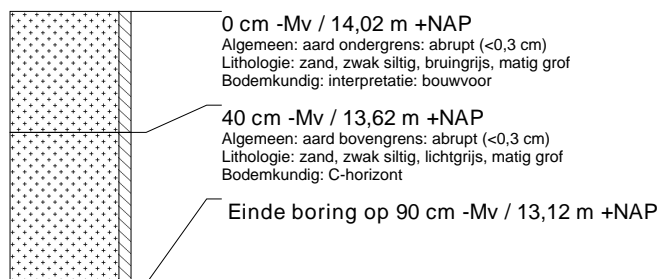 0 cm -Mv / 14,02 m +NAP
Algemeen: aard ondergrens: abrupt (<0,3 cm)
Lithologie: zand, zwak siltig, bruingrijs, matig grof
Bodemkundig: interpretatie: bouwvoor
40 cm -Mv / 13,62 m +NAP
Algemeen: aard bovengrens: abrupt (<0,3 cm)
Lithologie: zand, zwak siltig, lichtgrijs, matig grof
Bodemkundig: C-horizont
Einde boring op 90 cm -Mv / 13,12 m +NAP